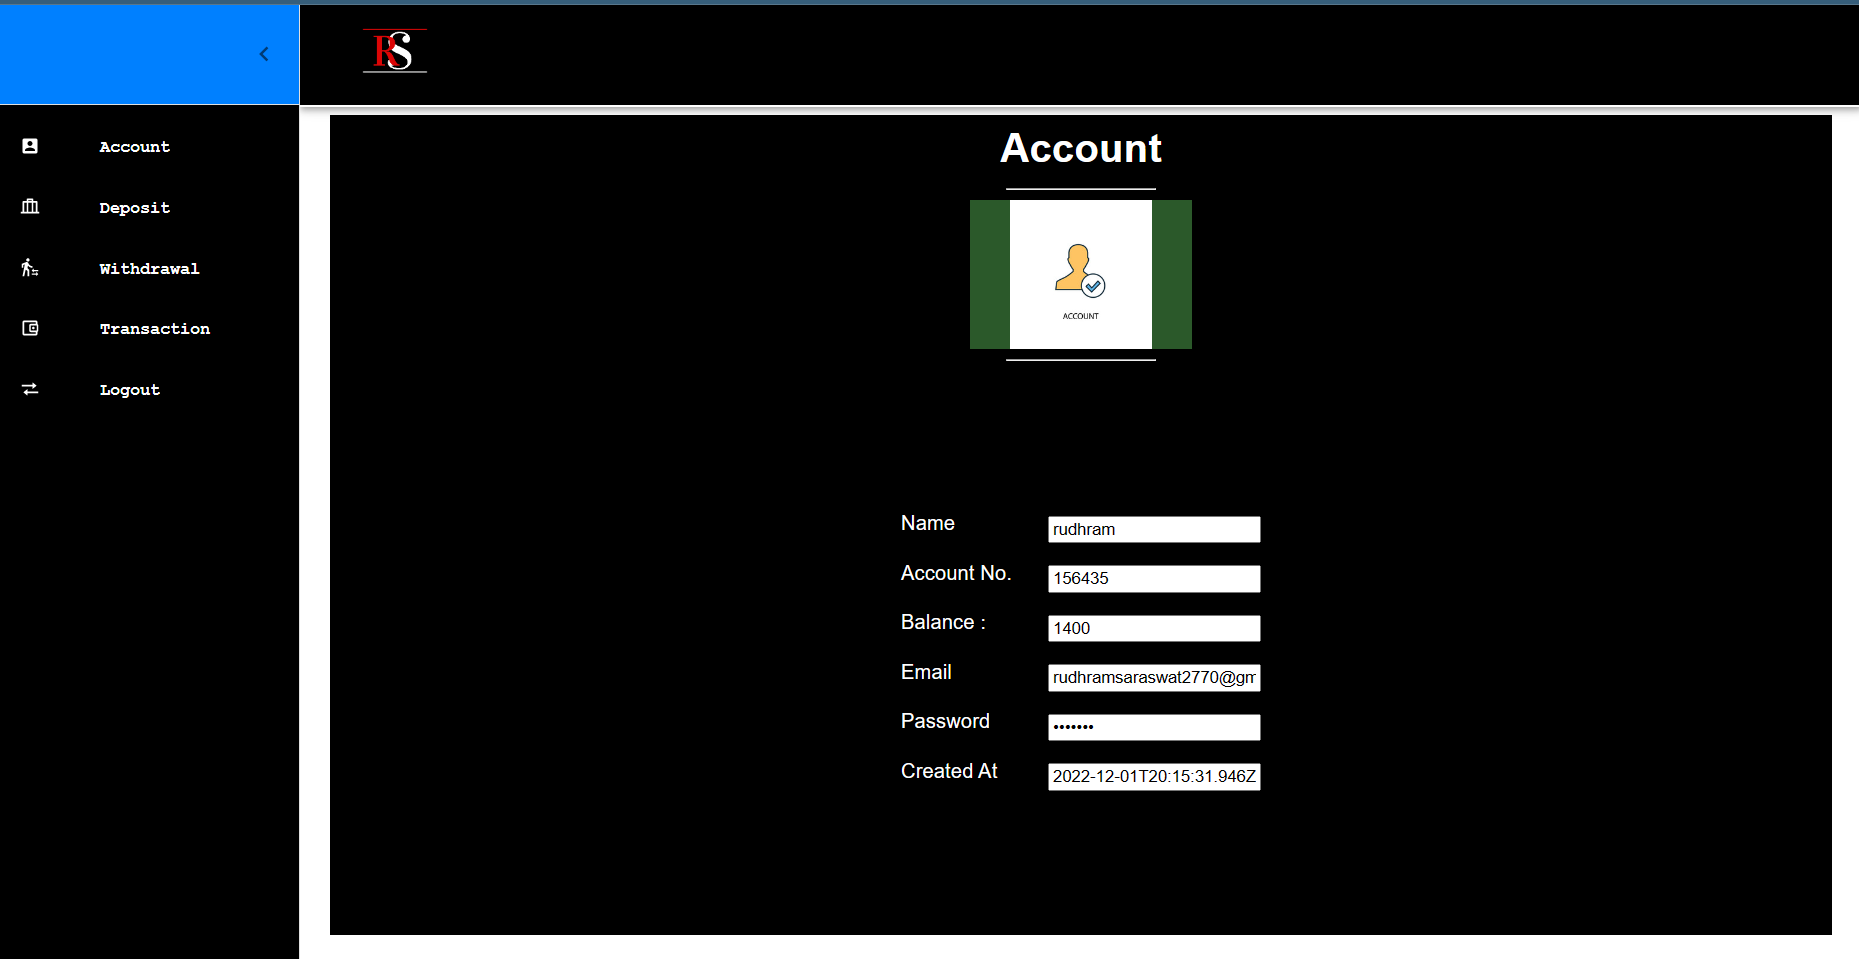 RS
Account
Deposit
Withdrawal
Transaction
Logout
Account
ACCOUNT
Name rudhram
Account No. 156435
Balance : 1400
Email rudhramsaraswat2770@gm
Password •••••••
Created At 2022-12-01T20:15:31.946Z